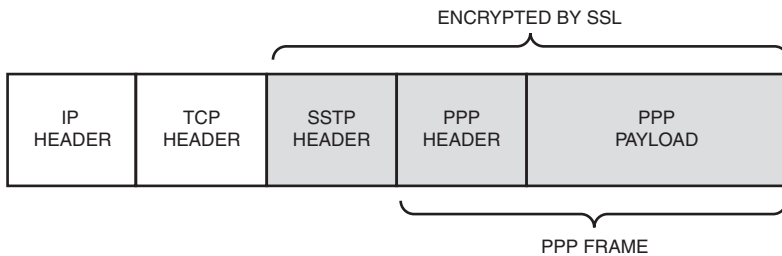 ENCRYPTED BY SSL
IP
HEADER
TCP
HEADER
SSTP
HEADER
PPP
HEADER
PPP
PAYLOAD
PPP FRAME